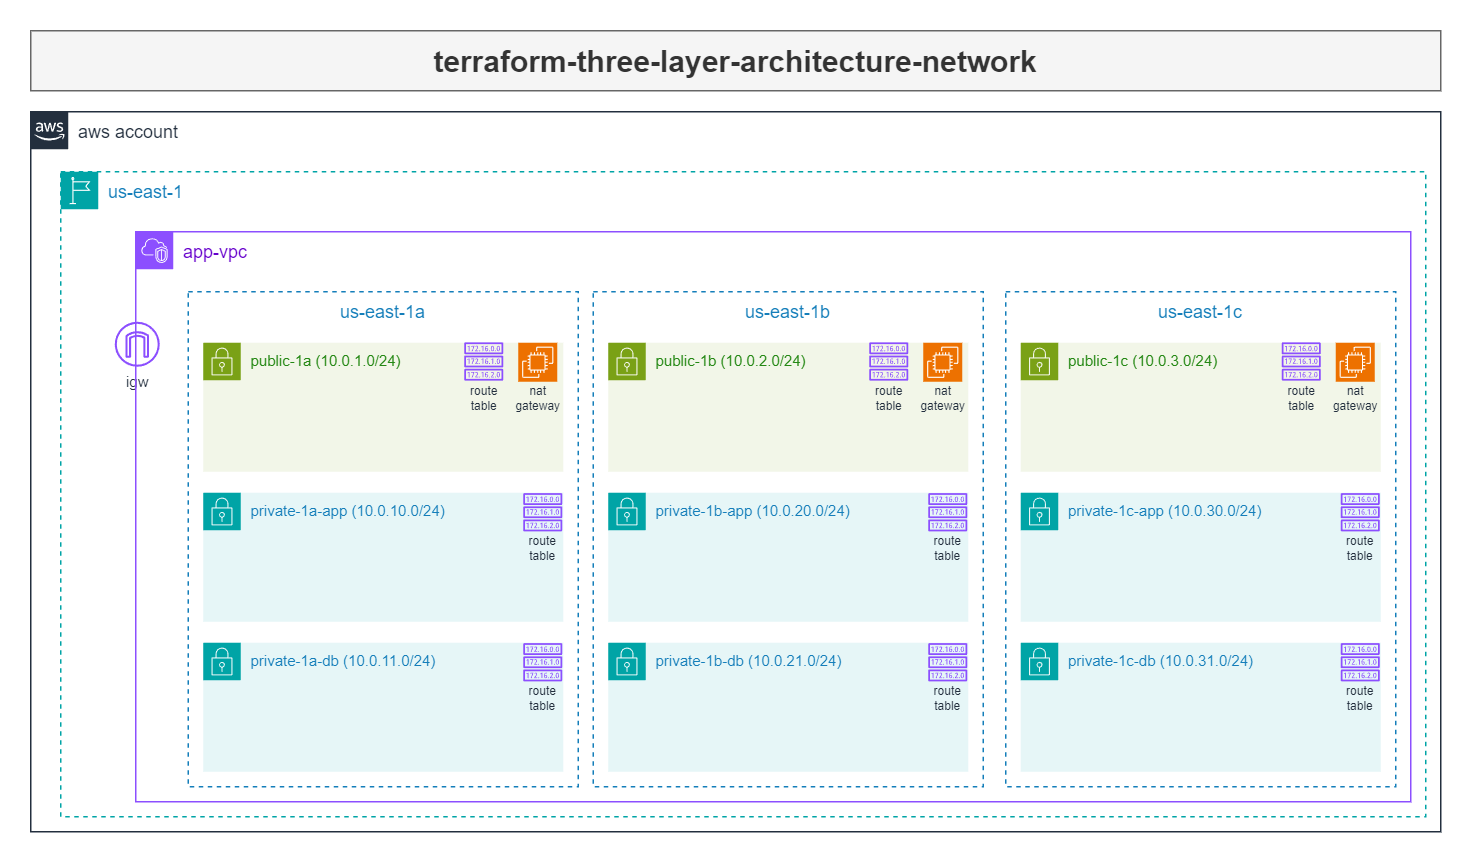 terraform-three-layer-architecture-network
aws
aws account
us-east-1
app-vpc
igw
us-east-1a
public-1a (10.0.1.0/24)
172.16.0.0
172.16.1.0
172.16.2.0
route
table
nat
gateway
private-1a-app (10.0.10.0/24)
172.16.0.0
172.16.1.0
172.16.2.0
route
table
private-1a-db (10.0.11.0/24)
172.16.0.0
172.16.1.0
172.16.2.0
route
table
us-east-1b
public-1b (10.0.2.0/24)
172.16.0.0
172.16.1.0
172.16.2.0
route
table
nat
gateway
private-1b-app (10.0.20.0/24)
172.16.0.0
172.16.1.0
172.16.2.0
route
table
private-1b-db (10.0.21.0/24)
172.16.0.0
172.16.1.0
172.16.2.0
route
table
us-east-1c
public-1c (10.0.3.0/24)
172.16.0.0
172.16.1.0
172.16.2.0
route
table
nat
gateway
private-1c-app (10.0.30.0/24)
172.16.0.0
172.16.1.0
172.16.2.0
route
table
private-1c-db (10.0.31.0/24)
172.16.0.0
172.16.1.0
172.16.2.0
route
table